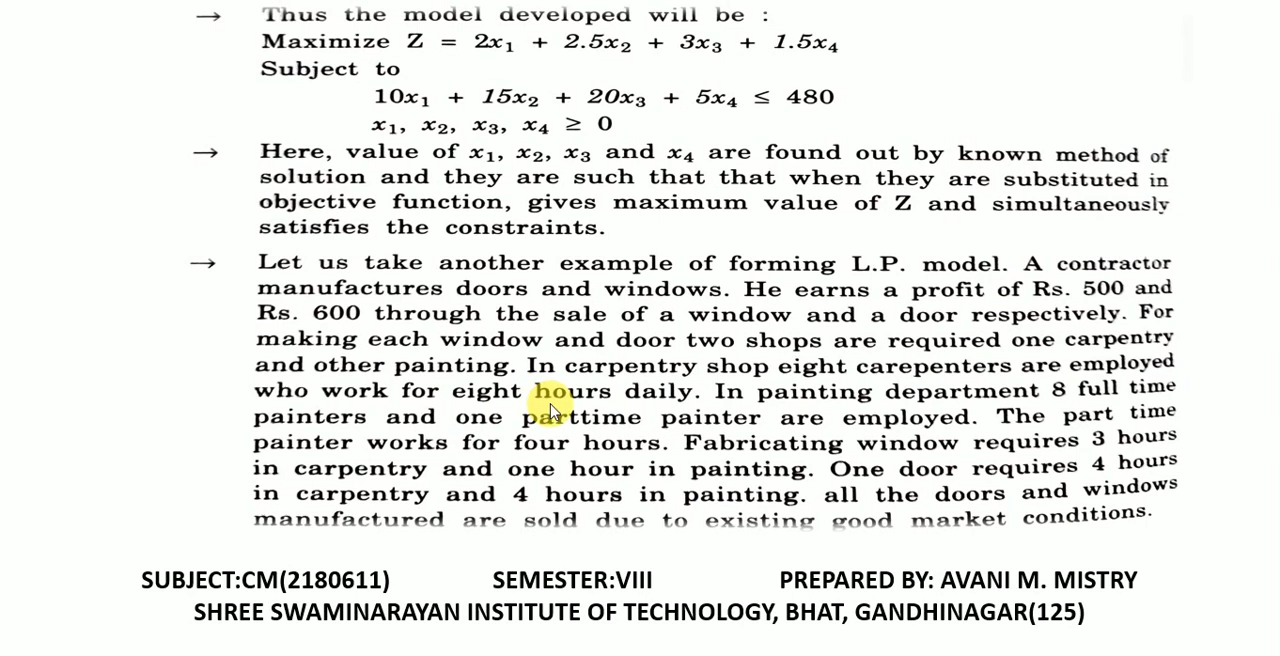 → Thus the model developed will be :
Maximize Z = 2x₁ + 2.5x₂ + 3x₃ + 1.5x₄
Subject to
10x₁ + 15x₂ + 20x₃ + 5x₄ ≤ 480
x₁, x₂, x₃, x₄ ≥ 0
→ Here, value of x₁, x₂, x₃ and x₄ are found out by known method of
solution and they are such that that when they are substituted in
objective function, gives maximum value of Z and simultaneously
satisfies the constraints.
→ Let us take another example of forming L.P. model. A contractor
manufactures doors and windows. He earns a profit of Rs. 500 and
Rs. 600 through the sale of a window and a door respectively. For
making each window and door two shops are required one carpentry
and other painting. In carpentry shop eight carepenters are employed
who work for eight hours daily. In painting department 8 full time
painters and one parttime painter are employed. The part time
painter works for four hours. Fabricating window requires 3 hours
in carpentry and one hour in painting. One door requires 4 hours
in carpentry and 4 hours in painting. all the doors and windows
manufactured are sold due to existing good market conditions.
SUBJECT:CM(2180611) SEMESTER:VIII PREPARED BY: AVANI M. MISTRY
SHREE SWAMINARAYAN INSTITUTE OF TECHNOLOGY, BHAT, GANDHINAGAR(125)